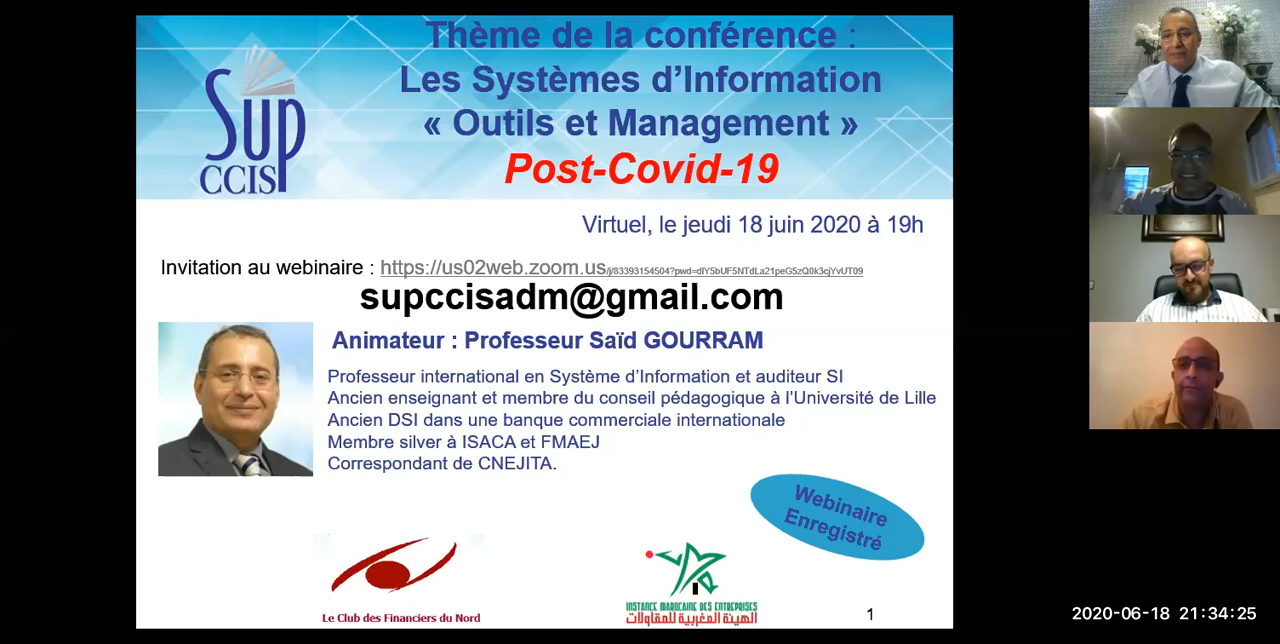 Thème de la conférence :
Les Systèmes d'Information
« Outils et Management »
Post-Covid-19
Sup
CCIS
Virtuel, le jeudi 18 juin 2020 à 19h
Invitation au webinaire : https://us02web.zoom.us/j/83393154504?pwd=dlY5bUF5NTdLa21peG5zQ0k3cjYvUT09
supccisadm@gmail.com
Animateur : Professeur Saïd GOURRAM
Professeur international en Système d'Information et auditeur SI
Ancien enseignant et membre du conseil pédagogique à l'Université de Lille
Ancien DSI dans une banque commerciale internationale
Membre silver à ISACA et FMAEJ
Correspondant de CNEJITA.
Webinaire
Enregistré
Le Club des Financiers du Nord
INSTANCE MAROCAINE DES ENTREPRISES
الهيئة المغربية للمقاولات
1
2020-06-18 21:34:25